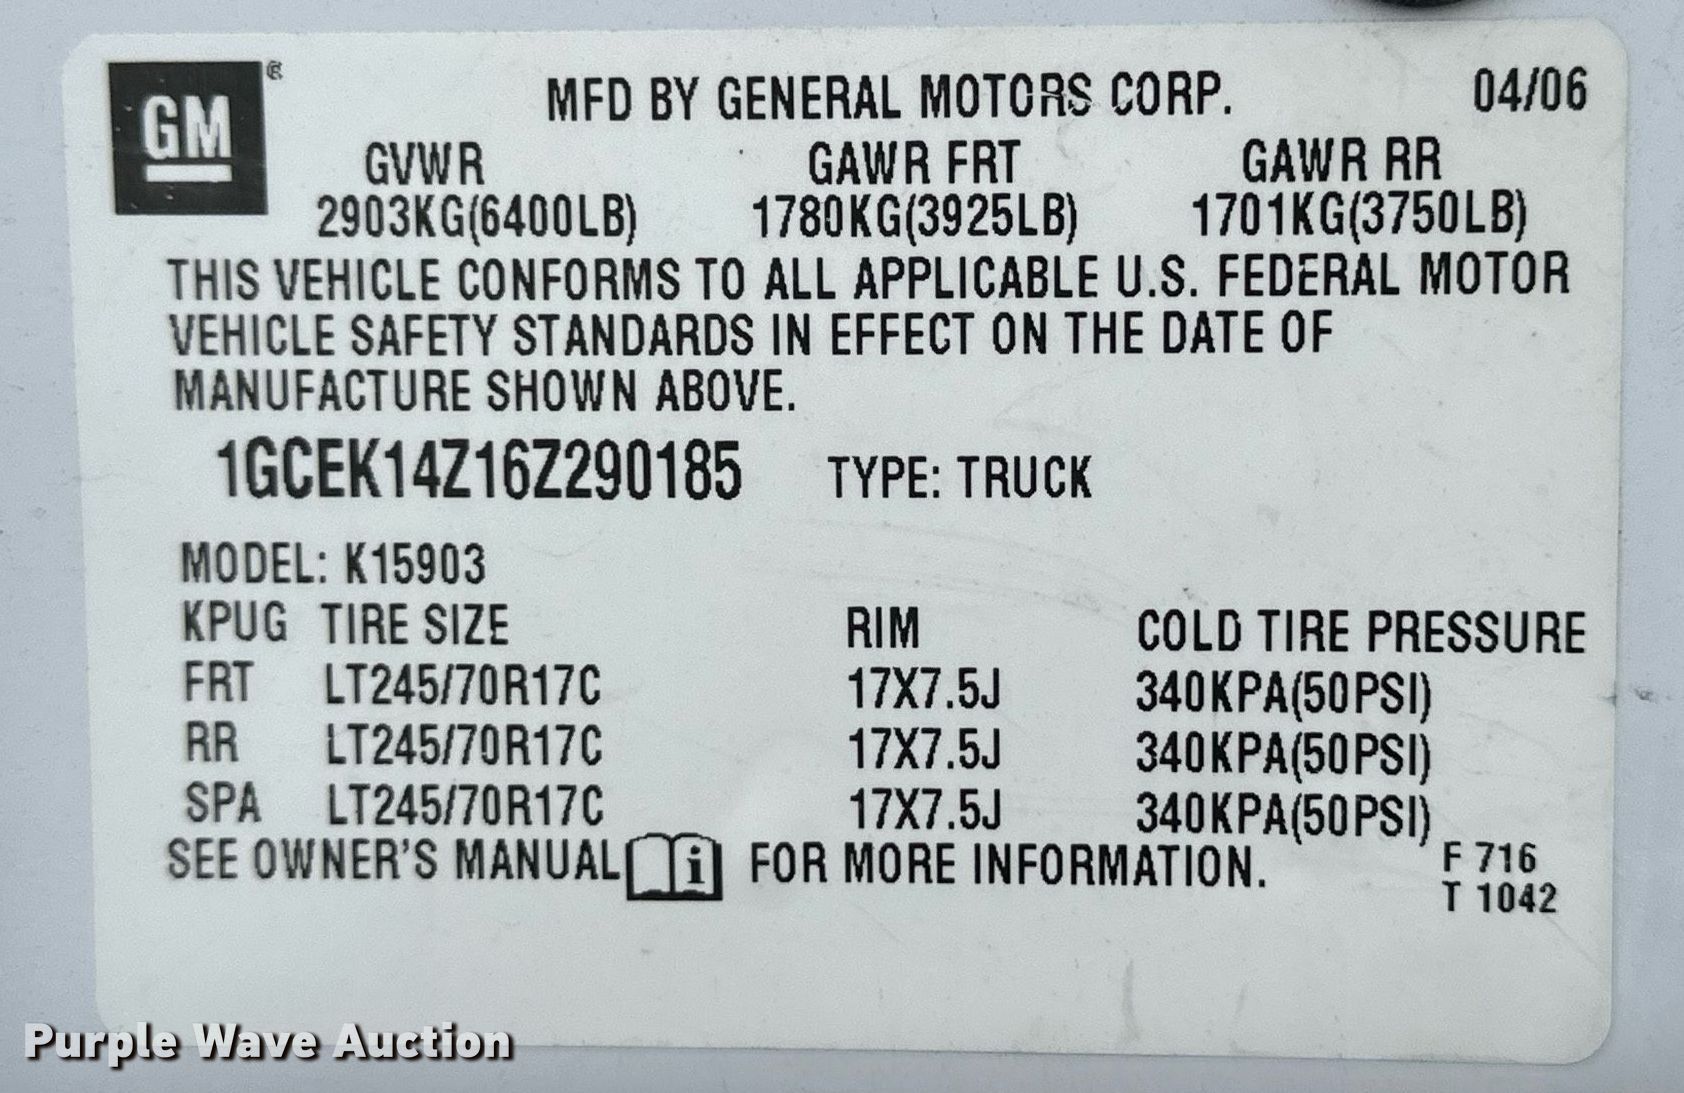 GM®
MFD BY GENERAL MOTORS CORP. 04/06
GVWR GAWR FRT GAWR RR
2903KG(6400LB) 1780KG(3925LB) 1701KG(3750LB)
THIS VEHICLE CONFORMS TO ALL APPLICABLE U.S. FEDERAL MOTOR
VEHICLE SAFETY STANDARDS IN EFFECT ON THE DATE OF
MANUFACTURE SHOWN ABOVE.
1GCEK14Z16Z290185 TYPE: TRUCK
MODEL: K15903
KPUG TIRE SIZE RIM COLD TIRE PRESSURE
FRT LT245/70R17C 17X7.5J 340KPA(50PSI)
RR LT245/70R17C 17X7.5J 340KPA(50PSI)
SPA LT245/70R17C 17X7.5J 340KPA(50PSI)
SEE OWNER'S MANUAL i FOR MORE INFORMATION.
F 716
T 1042
Purple Wave Auction